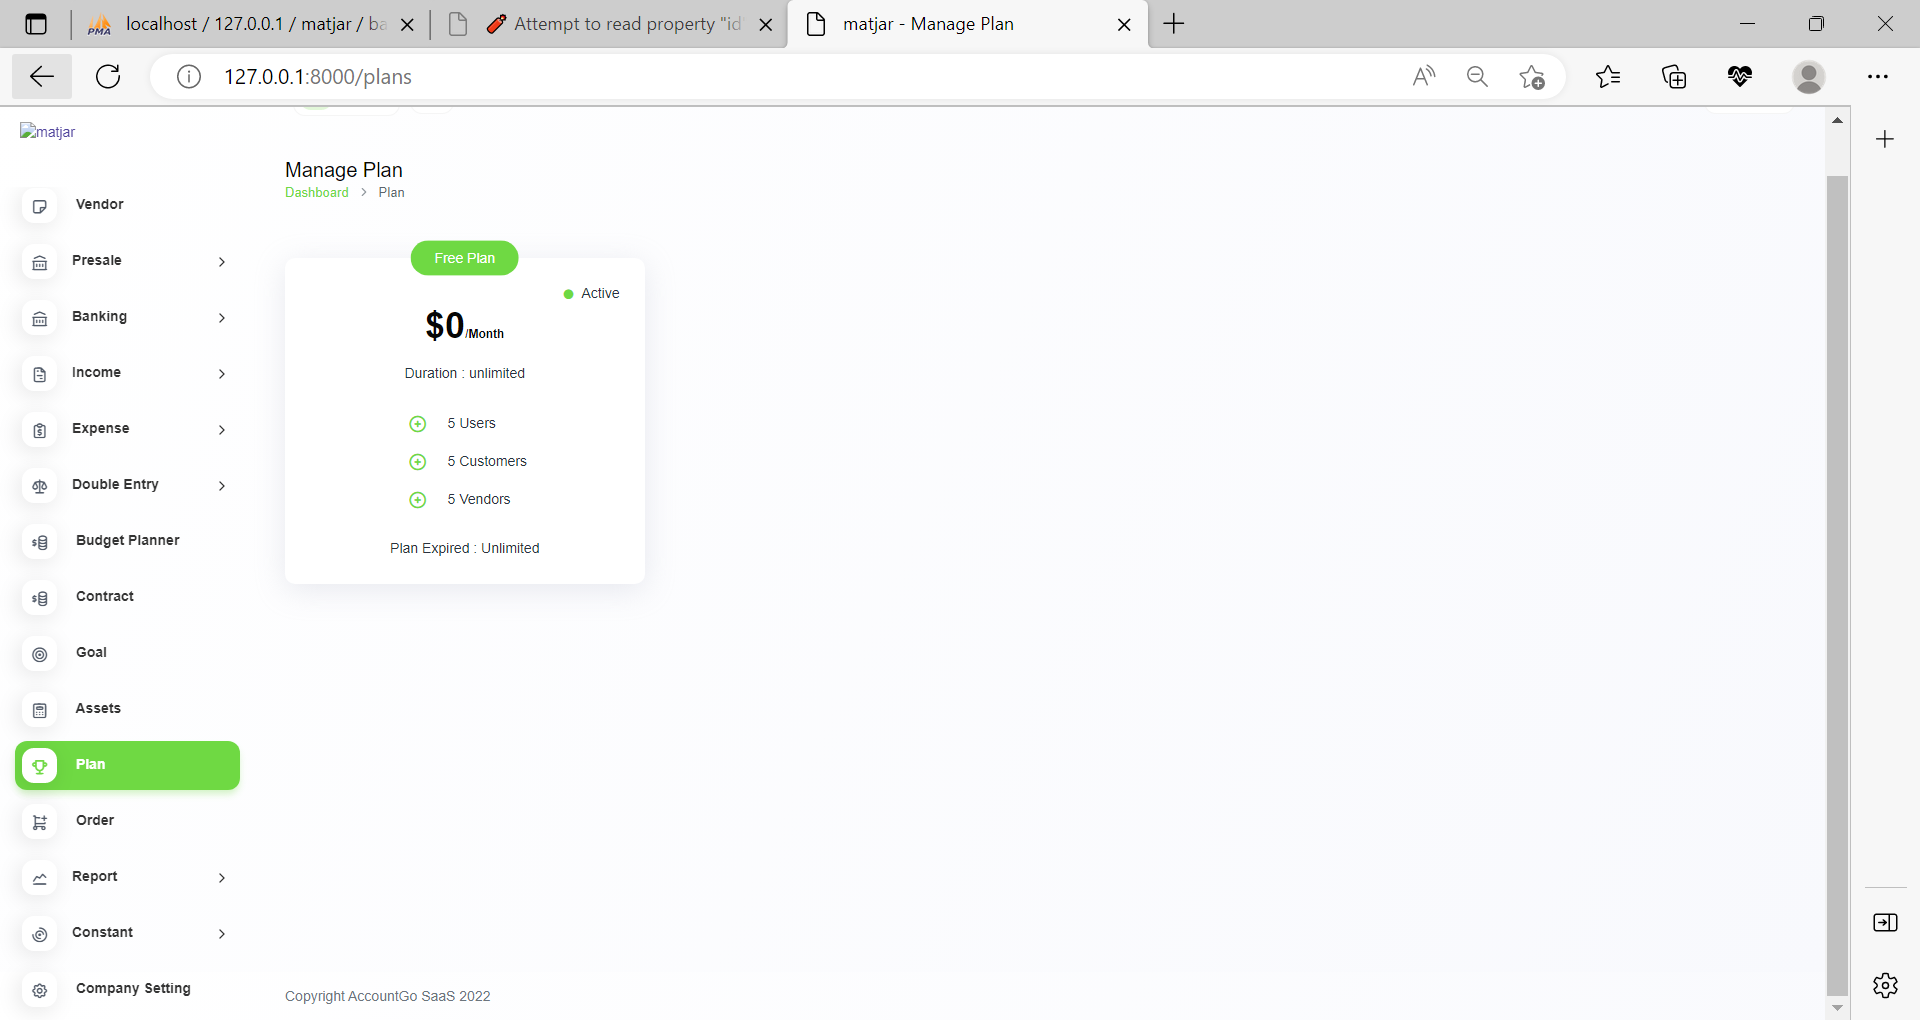 localhost / 127.0.0.1 / matjar / ba
Attempt to read property "id"
matjar - Manage Plan
127.0.0.1:8000/plans
matjar
Vendor
Presale
Banking
Income
Expense
Double Entry
Budget Planner
Contract
Goal
Assets
Plan
Order
Report
Constant
Company Setting
Manage Plan
Dashboard > Plan
Free Plan
Active
$0/Month
Duration : unlimited
5 Users
5 Customers
5 Vendors
Plan Expired : Unlimited
Copyright AccountGo SaaS 2022